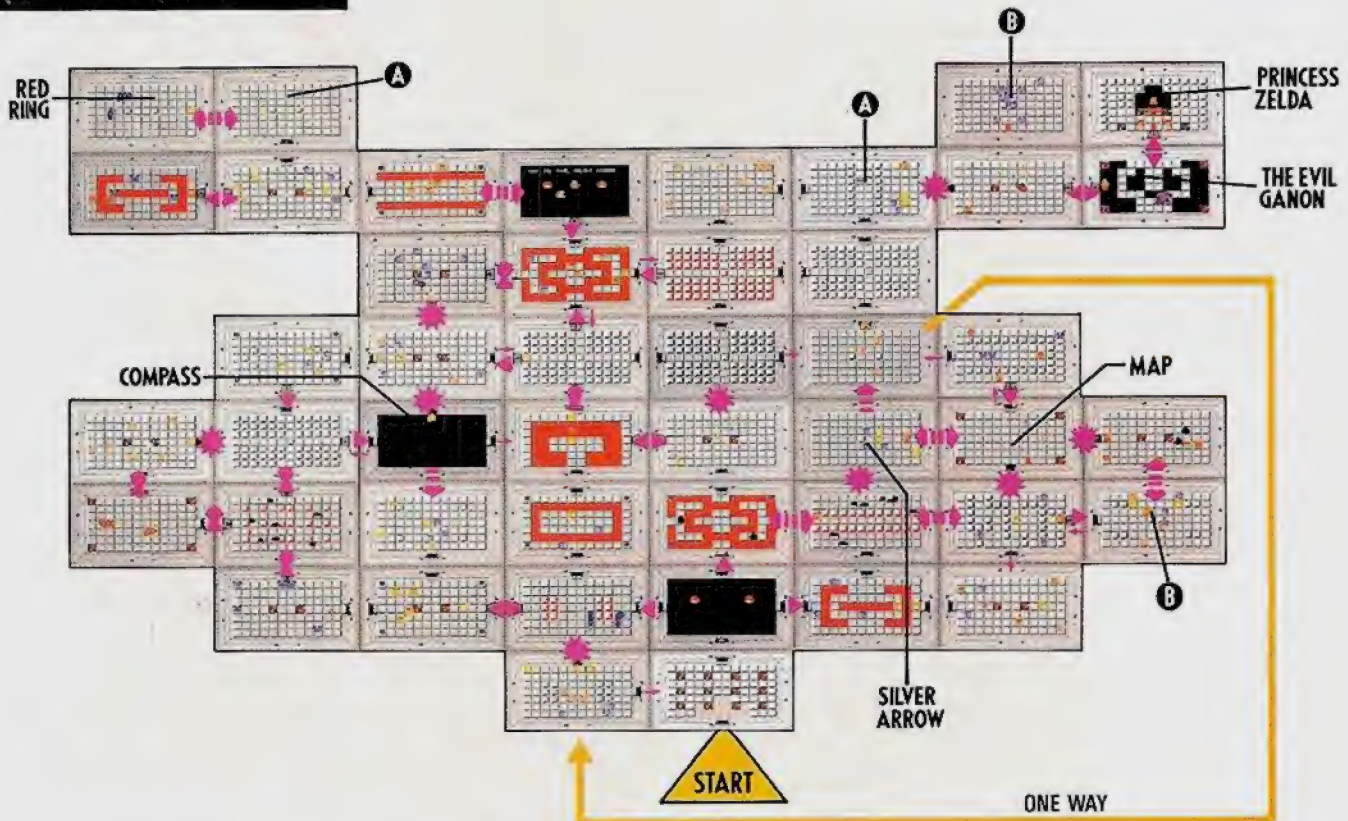 B
RED
RING
A
A
PRINCESS
ZELDA
THE EVIL
GANON
COMPASS
MAP
B
SILVER
ARROW
START
ONE WAY